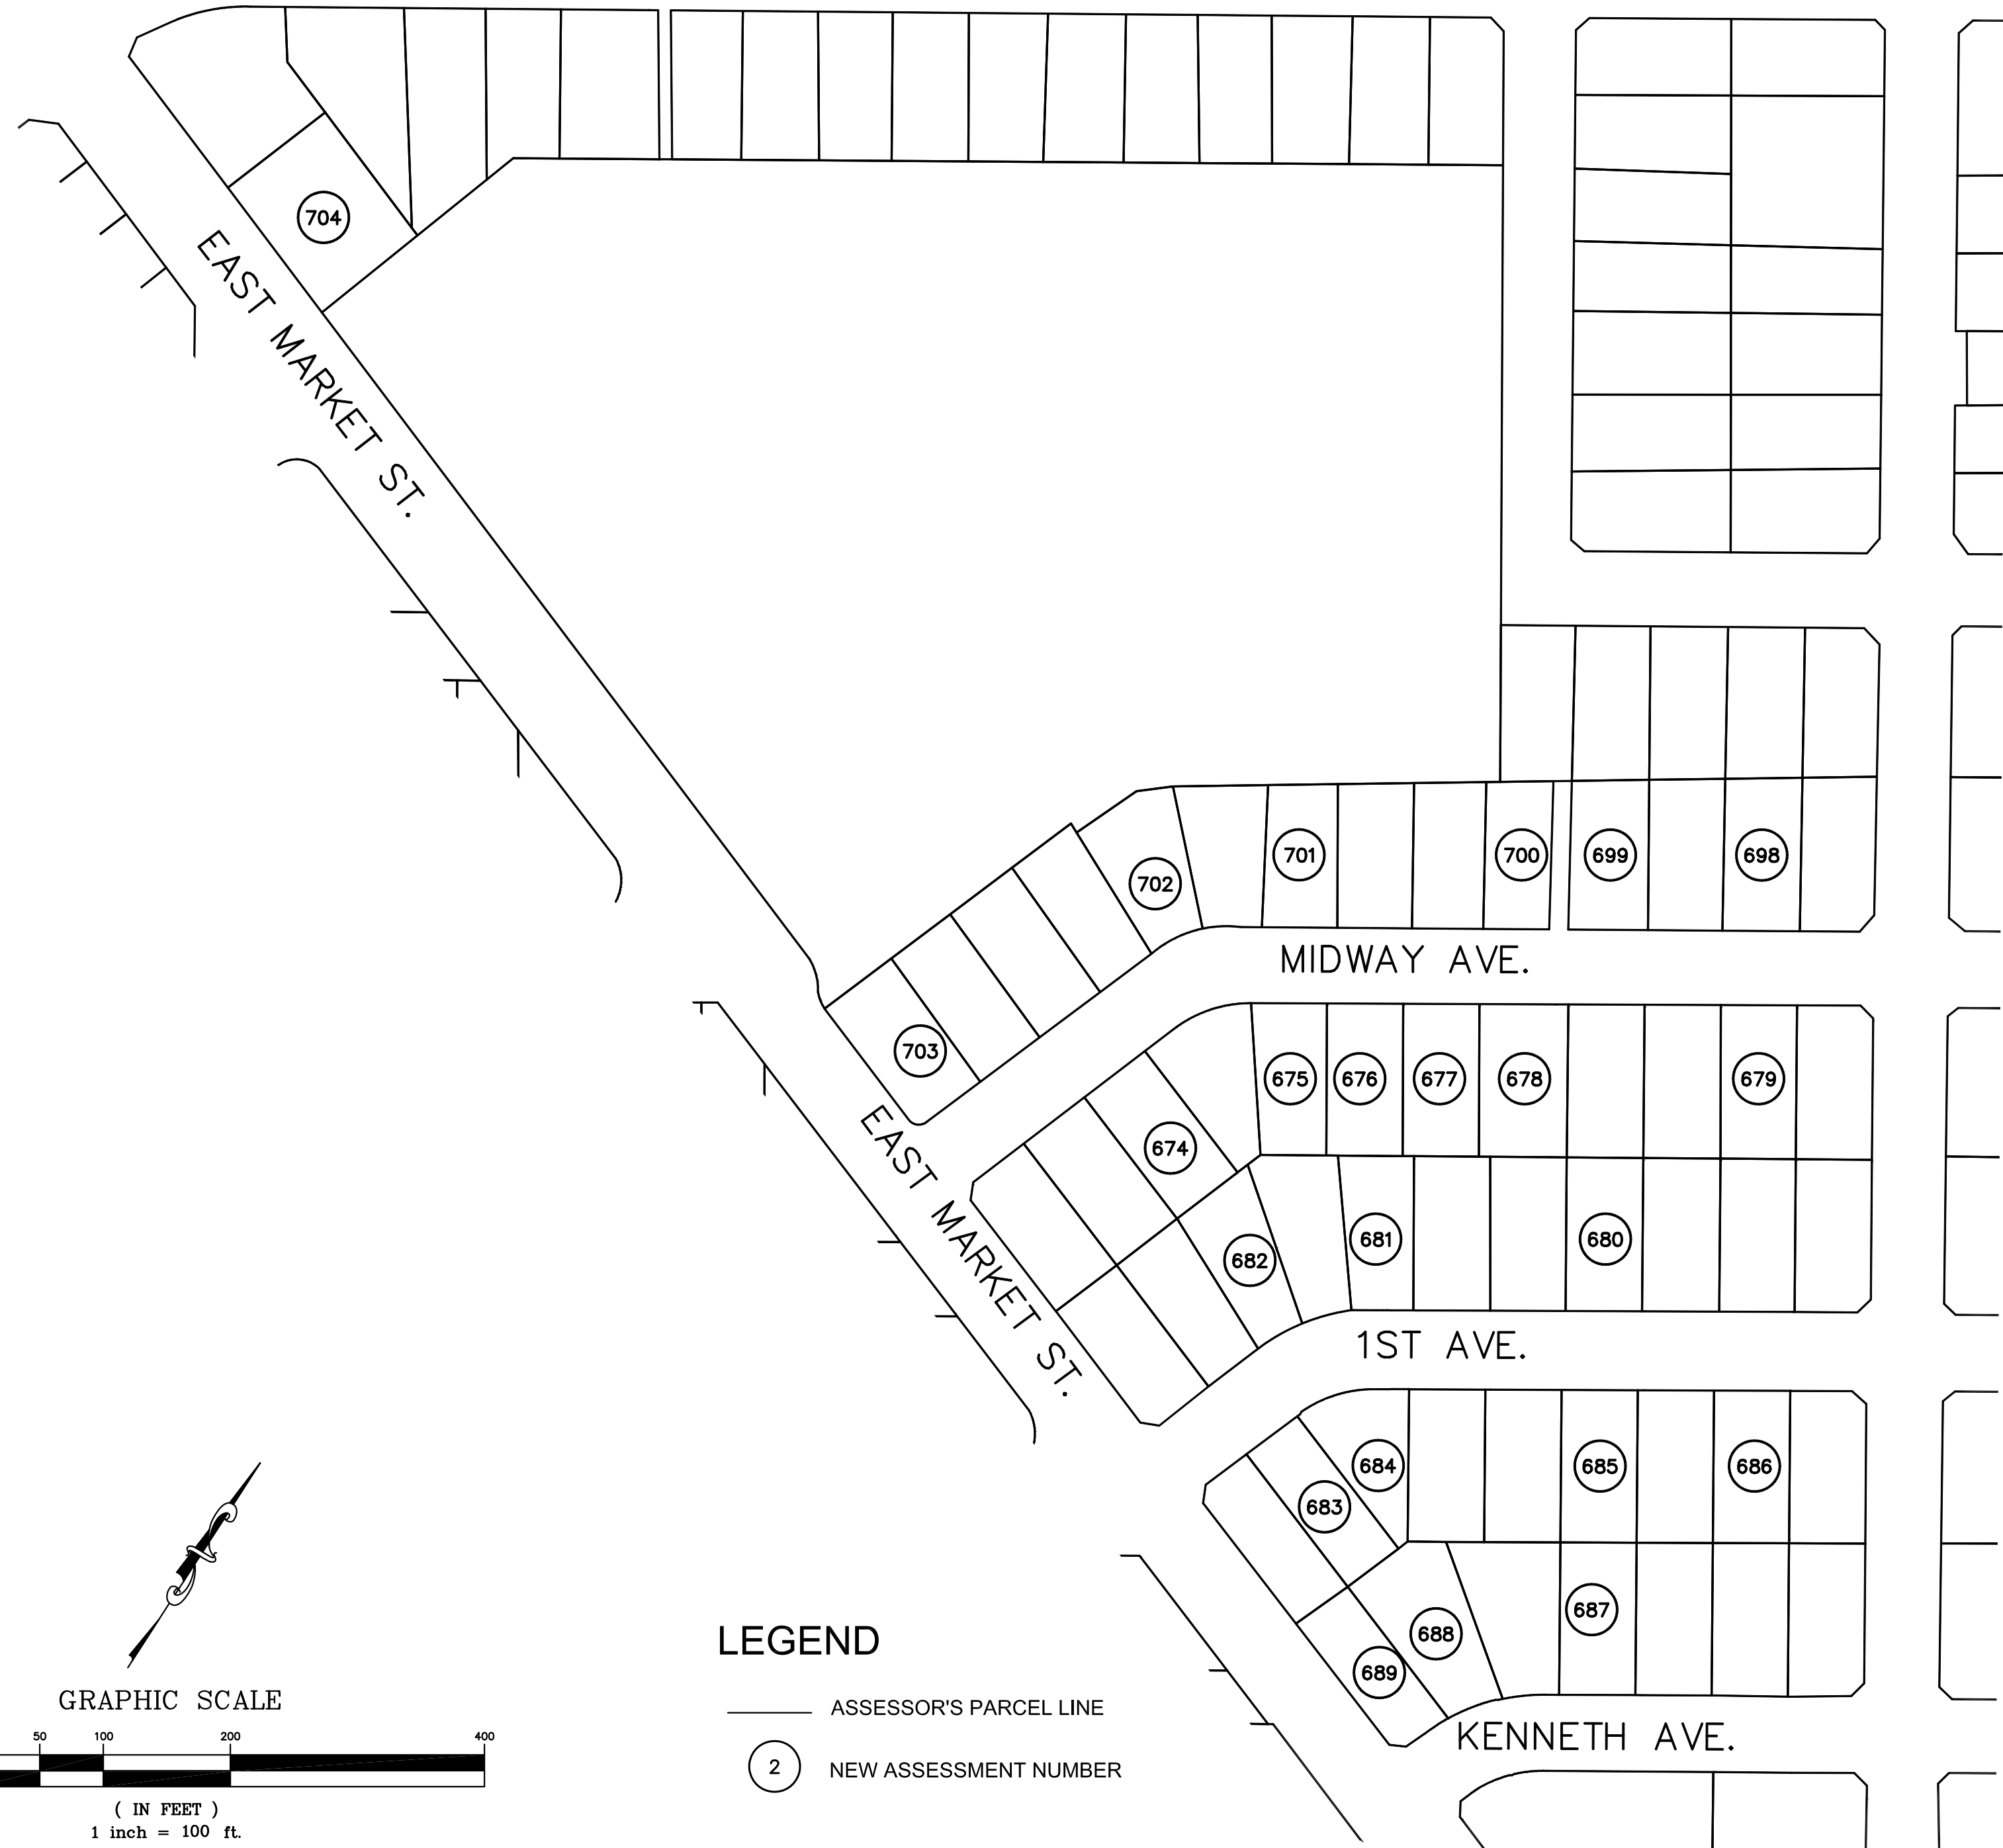 704
EAST MARKET ST.
701
700
699
698
702
MIDWAY AVE.
703
675
676
677
678
679
674
EAST MARKET ST.
681
680
682
1ST AVE.
684
685
686
683
687
688
689
KENNETH AVE.
GRAPHIC SCALE
50 100 200 400
( IN FEET )
1 inch = 100 ft.
LEGEND
ASSESSOR'S PARCEL LINE
2 NEW ASSESSMENT NUMBER